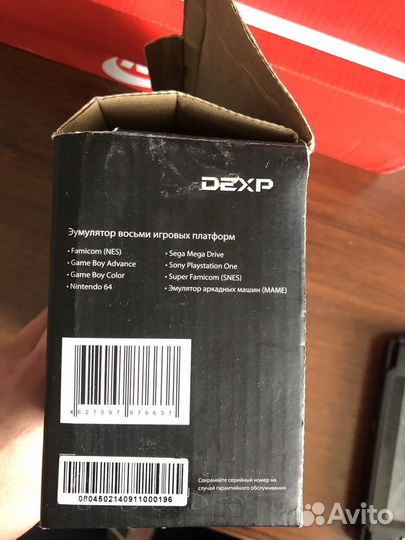 DEXP
Эумулятор восьми игровых платформ
• Famicom (NES)
• Game Boy Advance
• Game Boy Color
• Nintendo 64
• Sega Mega Drive
• Sony Playstation One
• Super Famicom (SNES)
• Эмулятор аркадных машин (MAME)
4627097876637
0804502140911000196
Сохраняйте серийный номер на
случай гарантийного обслуживания
Avito